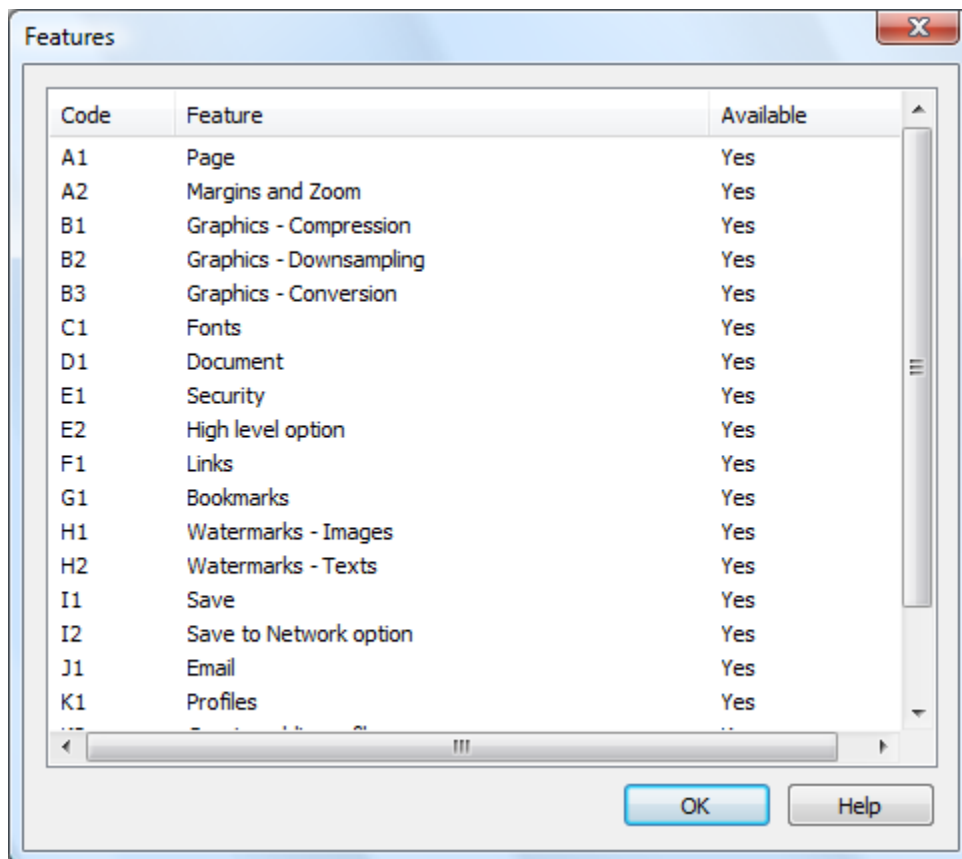 Features
Code Feature Available
A1 Page Yes
A2 Margins and Zoom Yes
B1 Graphics - Compression Yes
B2 Graphics - Downsampling Yes
B3 Graphics - Conversion Yes
C1 Fonts Yes
D1 Document Yes
E1 Security Yes
E2 High level option Yes
F1 Links Yes
G1 Bookmarks Yes
H1 Watermarks - Images Yes
H2 Watermarks - Texts Yes
I1 Save Yes
I2 Save to Network option Yes
J1 Email Yes
K1 Profiles Yes
OK Help